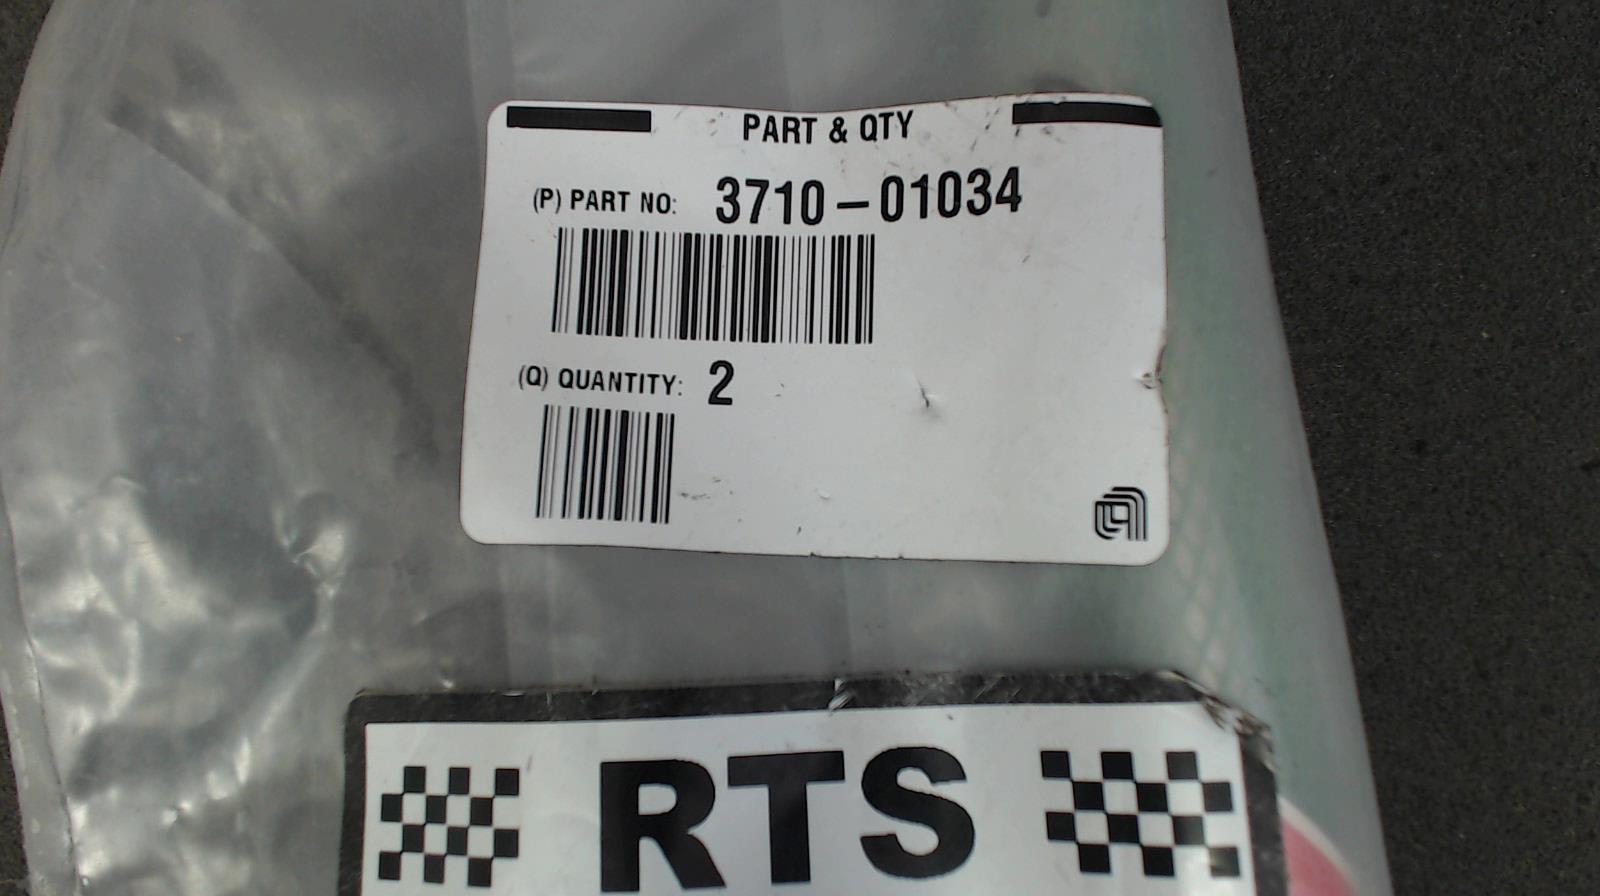 PART & QTY
(P) PART NO: 3710-01034
(Q) QUANTITY: 2
RTS